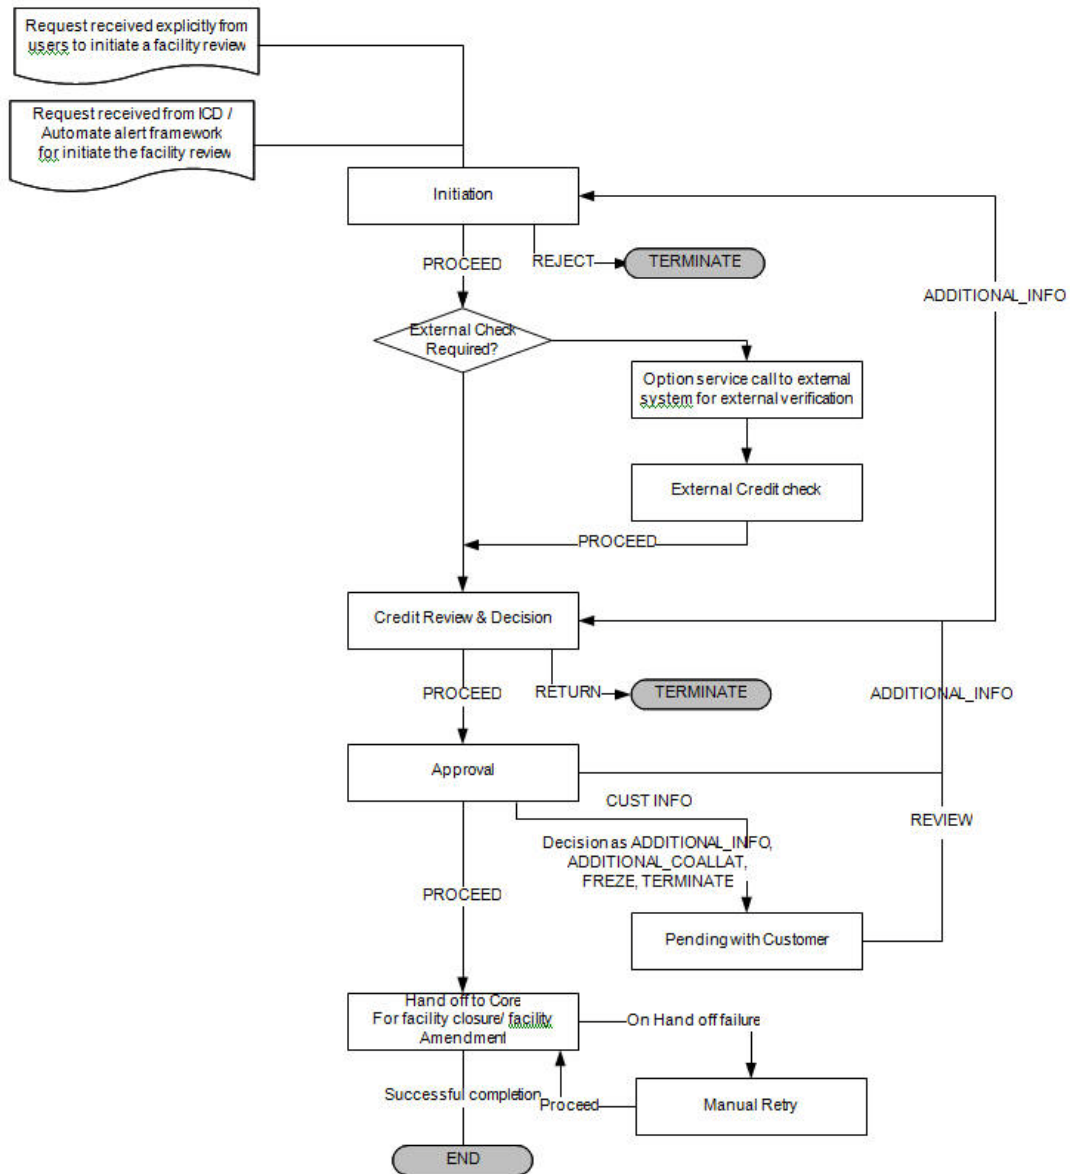 Request received explicitly from
users to initiate a facility review
Request received from ICD /
Automate alert framework
for initiate the facility review
Initiation
PROCEED
REJECT
TERMINATE
ADDITIONAL_INFO
External Check
Required?
Option service call to external
system for external verification
External Credit check
PROCEED
Credit Review & Decision
PROCEED
RETURN
TERMINATE
ADDITIONAL_INFO
Approval
CUST INFO
REVIEW
Decision as ADDITIONAL_INFO,
ADDITIONAL_COALLAT,
FREZE, TERMINATE
PROCEED
Pending with Customer
Hand off to Core
For facility closure/ facility
Amendment
On Hand off failure
Successful completion
Proceed
Manual Retry
END